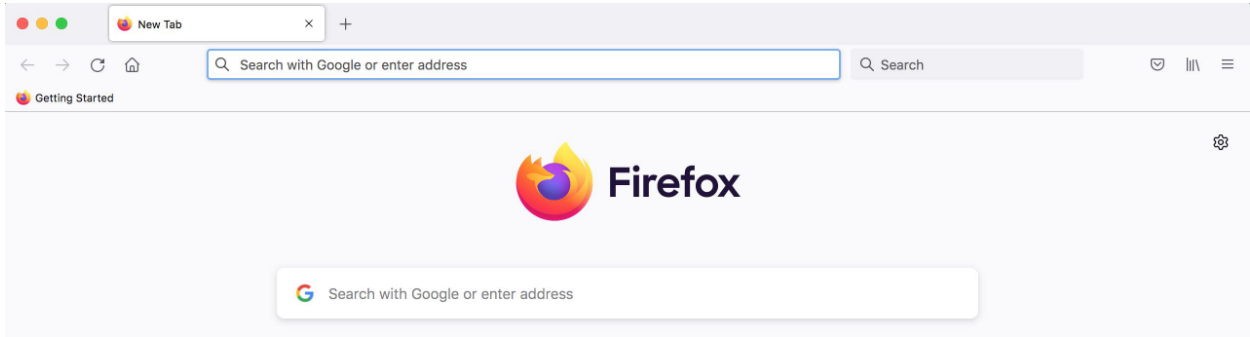 New Tab
Search with Google or enter address
Search
Getting Started
Firefox
Search with Google or enter address